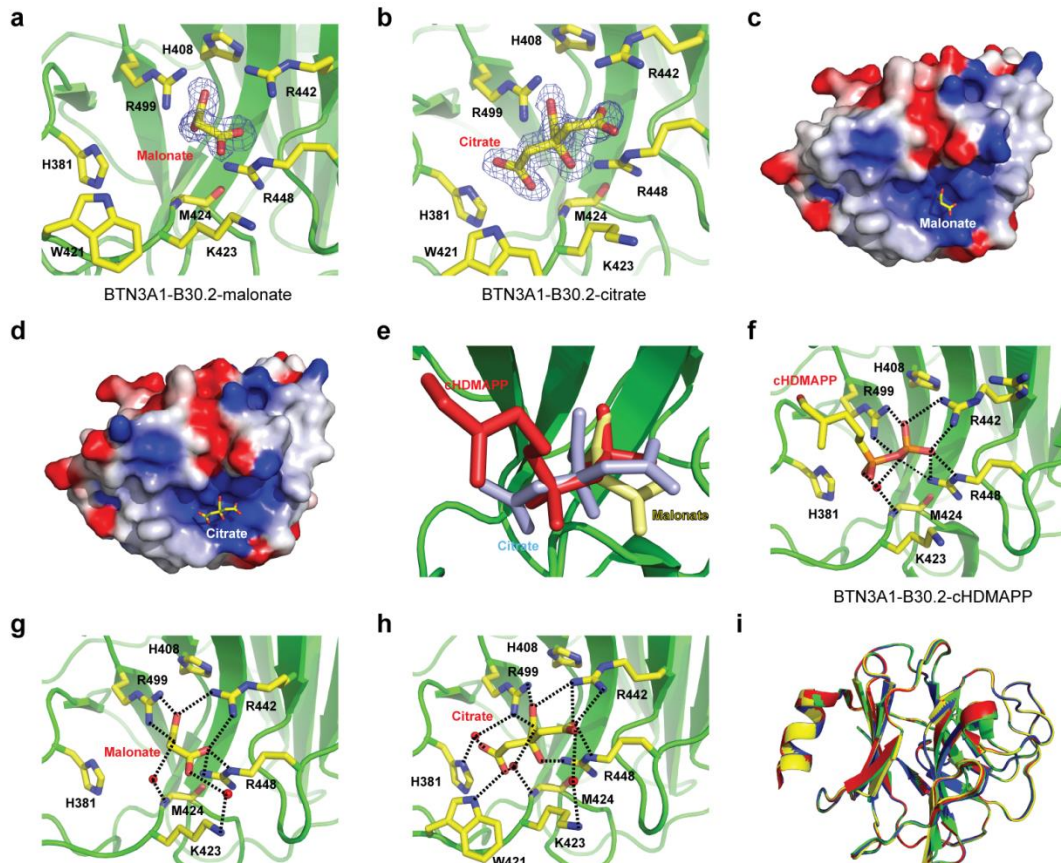 a
H408
R442
R499
Malonate
H381
R448
M424
W421
K423
BTN3A1-B30.2-malonate
b
H408
R442
R499
Citrate
R448
H381
M424
W421
K423
BTN3A1-B30.2-citrate
c
Malonate
d
Citrate
e
cHDMAPP
Malonate
Citrate
f
H408
cHDMAPP
R499
R442
R448
H381
M424
K423
BTN3A1-B30.2-cHDMAPP
g
H408
R499
R442
Malonate
R448
H381
M424
K423
h
H408
R499
R442
Citrate
R448
H381
M424
K423
W421
i